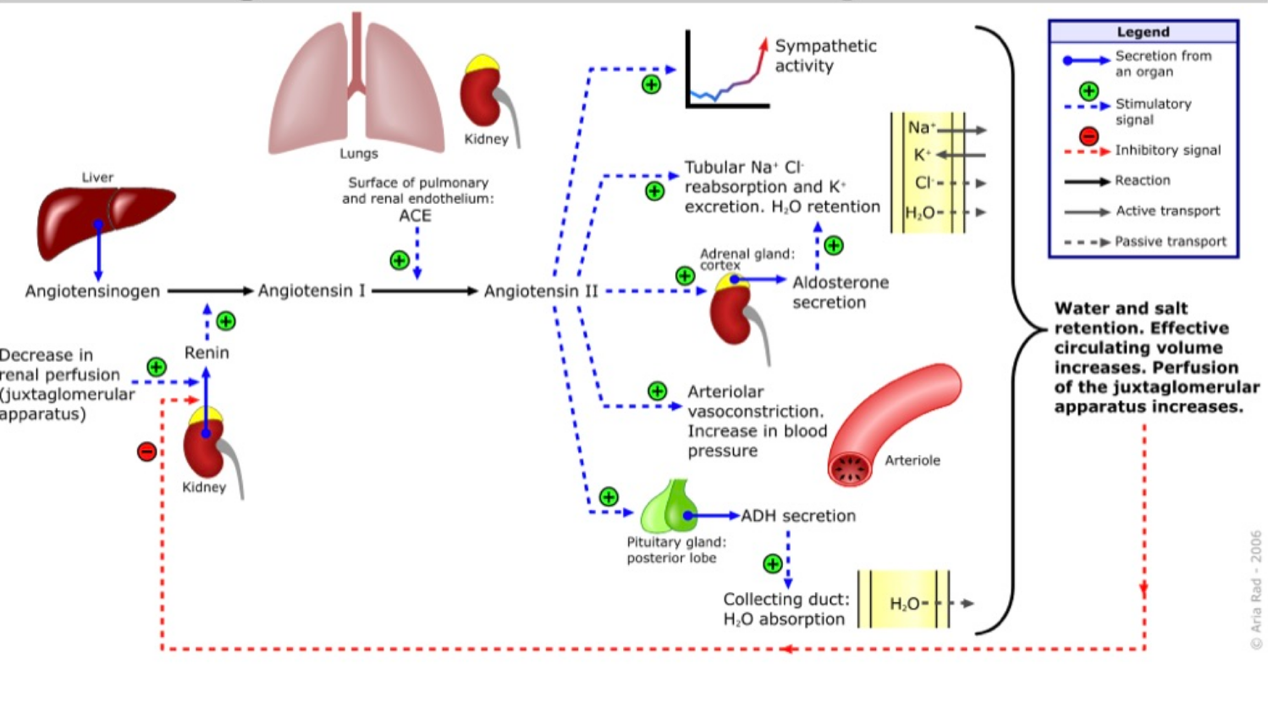 Lungs
Kidney
Liver
Surface of pulmonary
and renal endothelium:
ACE
Angiotensinogen
Angiotensin I
Angiotensin II
Decrease in
renal perfusion
(juxtaglomerular
apparatus)
Renin
Kidney
Sympathetic
activity
Tubular Na⁺ Cl⁻
reabsorption and K⁺
excretion. H₂O retention
Na⁺
K⁺
Cl⁻
H₂O
Adrenal gland:
cortex
Aldosterone
secretion
Arteriolar
vasoconstriction.
Increase in blood
pressure
Arteriole
Pituitary gland:
posterior lobe
ADH secretion
Collecting duct:
H₂O absorption
H₂O
Legend
Secretion from
an organ
Stimulatory
signal
Inhibitory signal
Reaction
Active transport
Passive transport
Water and salt
retention. Effective
circulating volume
increases. Perfusion
of the juxtaglomerular
apparatus increases.
© Aria Rad - 2006